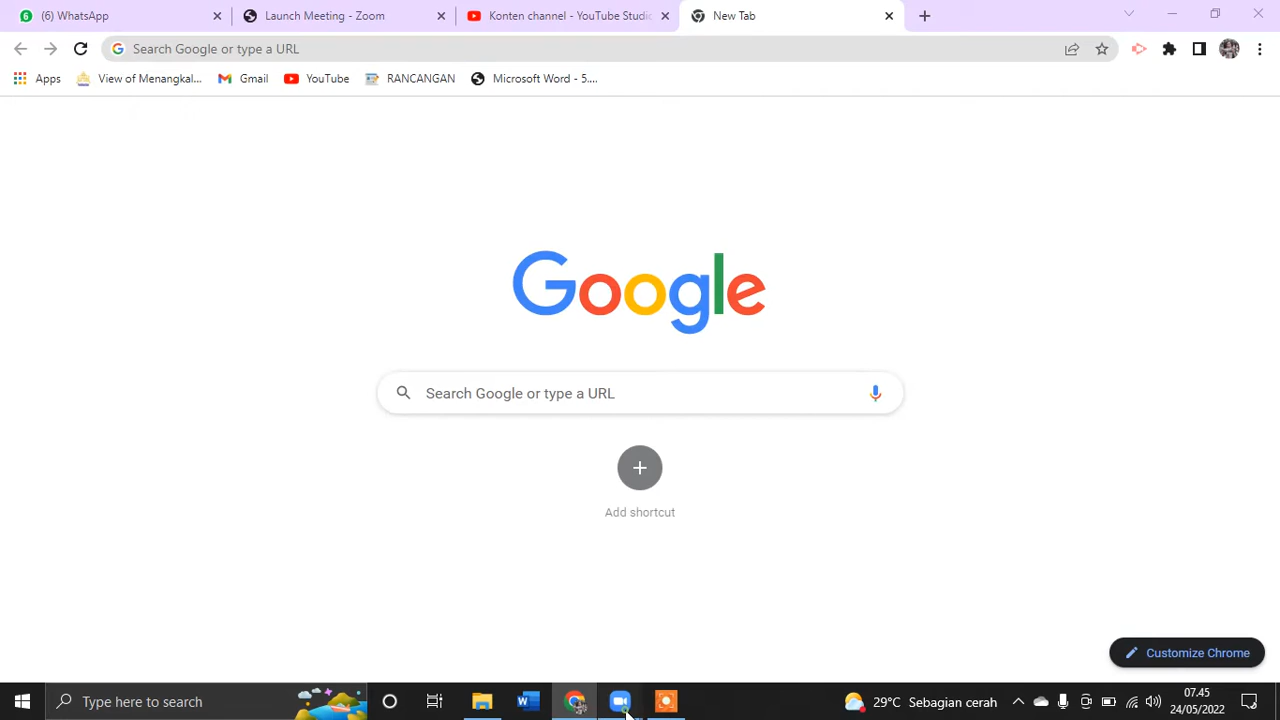 (6) WhatsApp
Launch Meeting - Zoom
Konten channel - YouTube Studio
New Tab
Search Google or type a URL
Apps
View of Menangkal...
Gmail
YouTube
RANCANGAN
Microsoft Word - 5....
Google
Search Google or type a URL
Add shortcut
Customize Chrome
Type here to search
29°C Sebagian cerah
07.45
24/05/2022